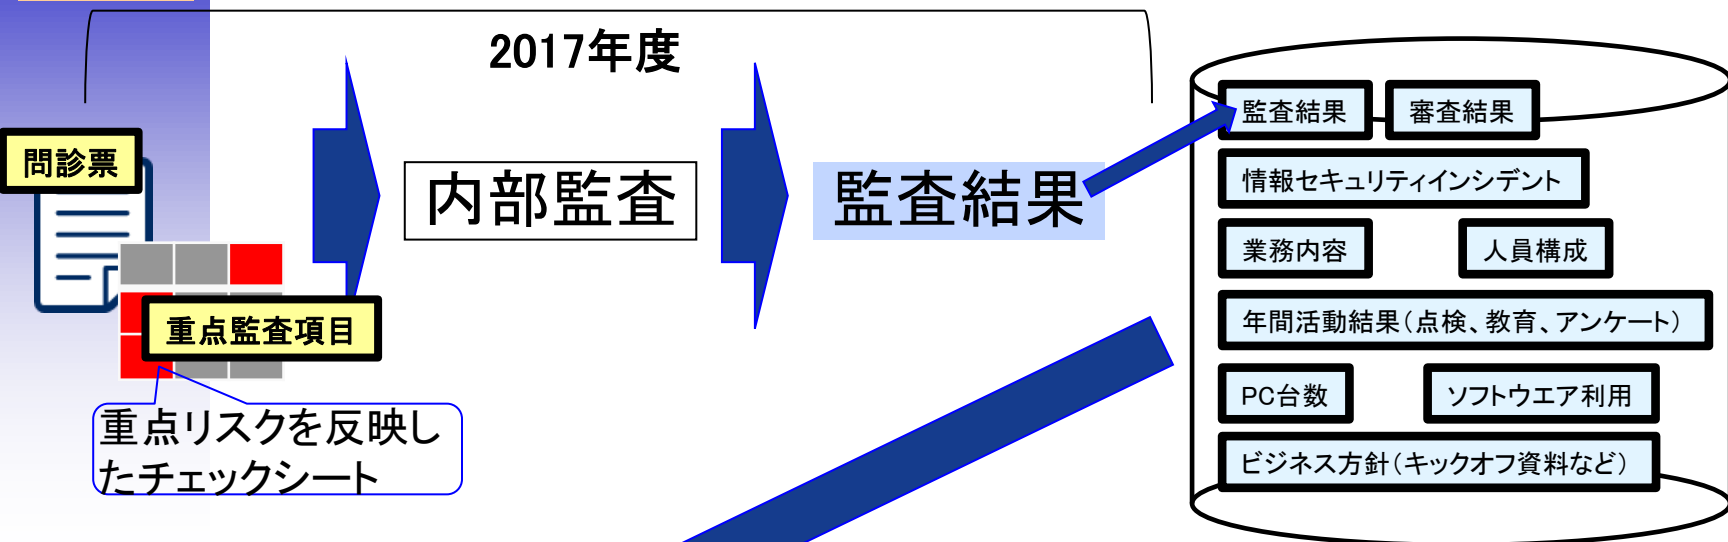 2017年度
問診票
重点監査項目
重点リスクを反映し
たチェックシート
内部監査
監査結果
監査結果
審査結果
情報セキュリティインシデント
業務内容
人員構成
年間活動結果（点検、教育、アンケート）
PC台数
ソフトウエア利用
ビジネス方針（キックオフ資料など）